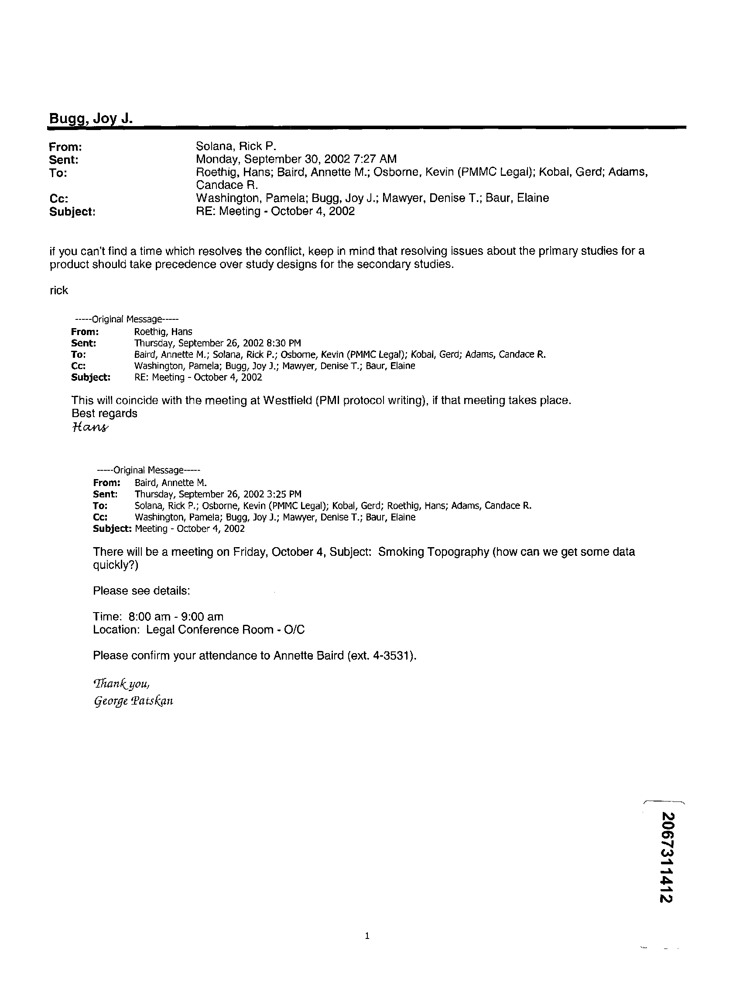 Bugg, Joy J.
From: Solana, Rick P.
Sent: Monday, September 30, 2002 7:27 AM
To: Roethig, Hans; Baird, Annette M.; Osborne, Kevin (PMMC Legal); Kobal, Gerd; Adams,
Candace R.
Cc: Washington, Pamela; Bugg, Joy J.; Mawyer, Denise T.; Baur, Elaine
Subject: RE: Meeting - October 4, 2002
if you can't find a time which resolves the conflict, keep in mind that resolving issues about the primary studies for a
product should take precedence over study designs for the secondary studies.
rick
-----Original Message-----
From: Roethig, Hans
Sent: Thursday, September 26, 2002 8:30 PM
To: Baird, Annette M.; Solana, Rick P.; Osborne, Kevin (PMMC Legal); Kobal, Gerd; Adams, Candace R.
Cc: Washington, Pamela; Bugg, Joy J.; Mawyer, Denise T.; Baur, Elaine
Subject: RE: Meeting - October 4, 2002
This will coincide with the meeting at Westfield (PMI protocol writing), if that meeting takes place.
Best regards
Hans
-----Original Message-----
From: Baird, Annette M.
Sent: Thursday, September 26, 2002 3:25 PM
To: Solana, Rick P.; Osborne, Kevin (PMMC Legal); Kobal, Gerd; Roethig, Hans; Adams, Candace R.
Cc: Washington, Pamela; Bugg, Joy J.; Mawyer, Denise T.; Baur, Elaine
Subject: Meeting - October 4, 2002
There will be a meeting on Friday, October 4, Subject: Smoking Topography (how can we get some data
quickly?)
Please see details:
Time: 8:00 am - 9:00 am
Location: Legal Conference Room - O/C
Please confirm your attendance to Annette Baird (ext. 4-3531).
Thank you,
George Patskan
2067311412
1